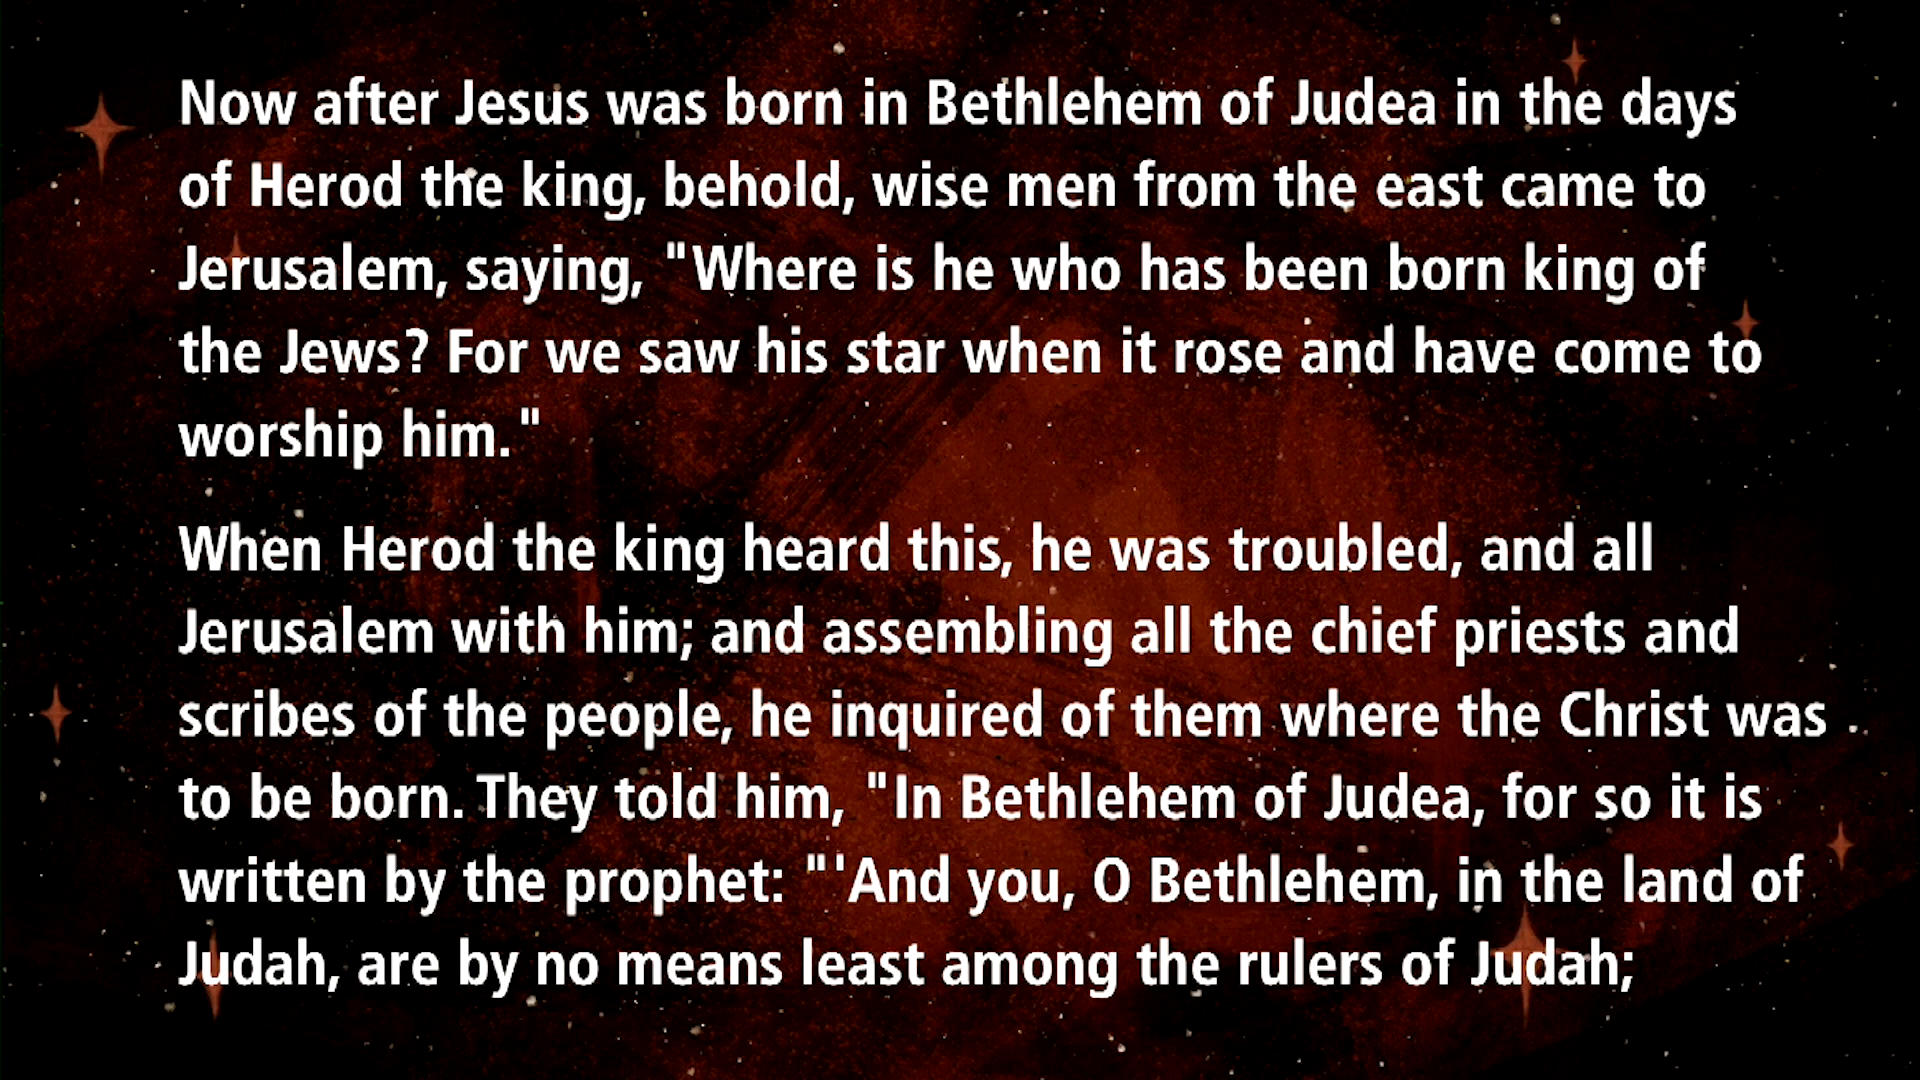 Now after Jesus was born in Bethlehem of Judea in the days
of Herod the king, behold, wise men from the east came to
Jerusalem, saying, "Where is he who has been born king of
the Jews? For we saw his star when it rose and have come to
worship him."
When Herod the king heard this, he was troubled, and all
Jerusalem with him; and assembling all the chief priests and
scribes of the people, he inquired of them where the Christ was
to be born. They told him, "In Bethlehem of Judea, for so it is
written by the prophet: "'And you, O Bethlehem, in the land of
Judah, are by no means least among the rulers of Judah;